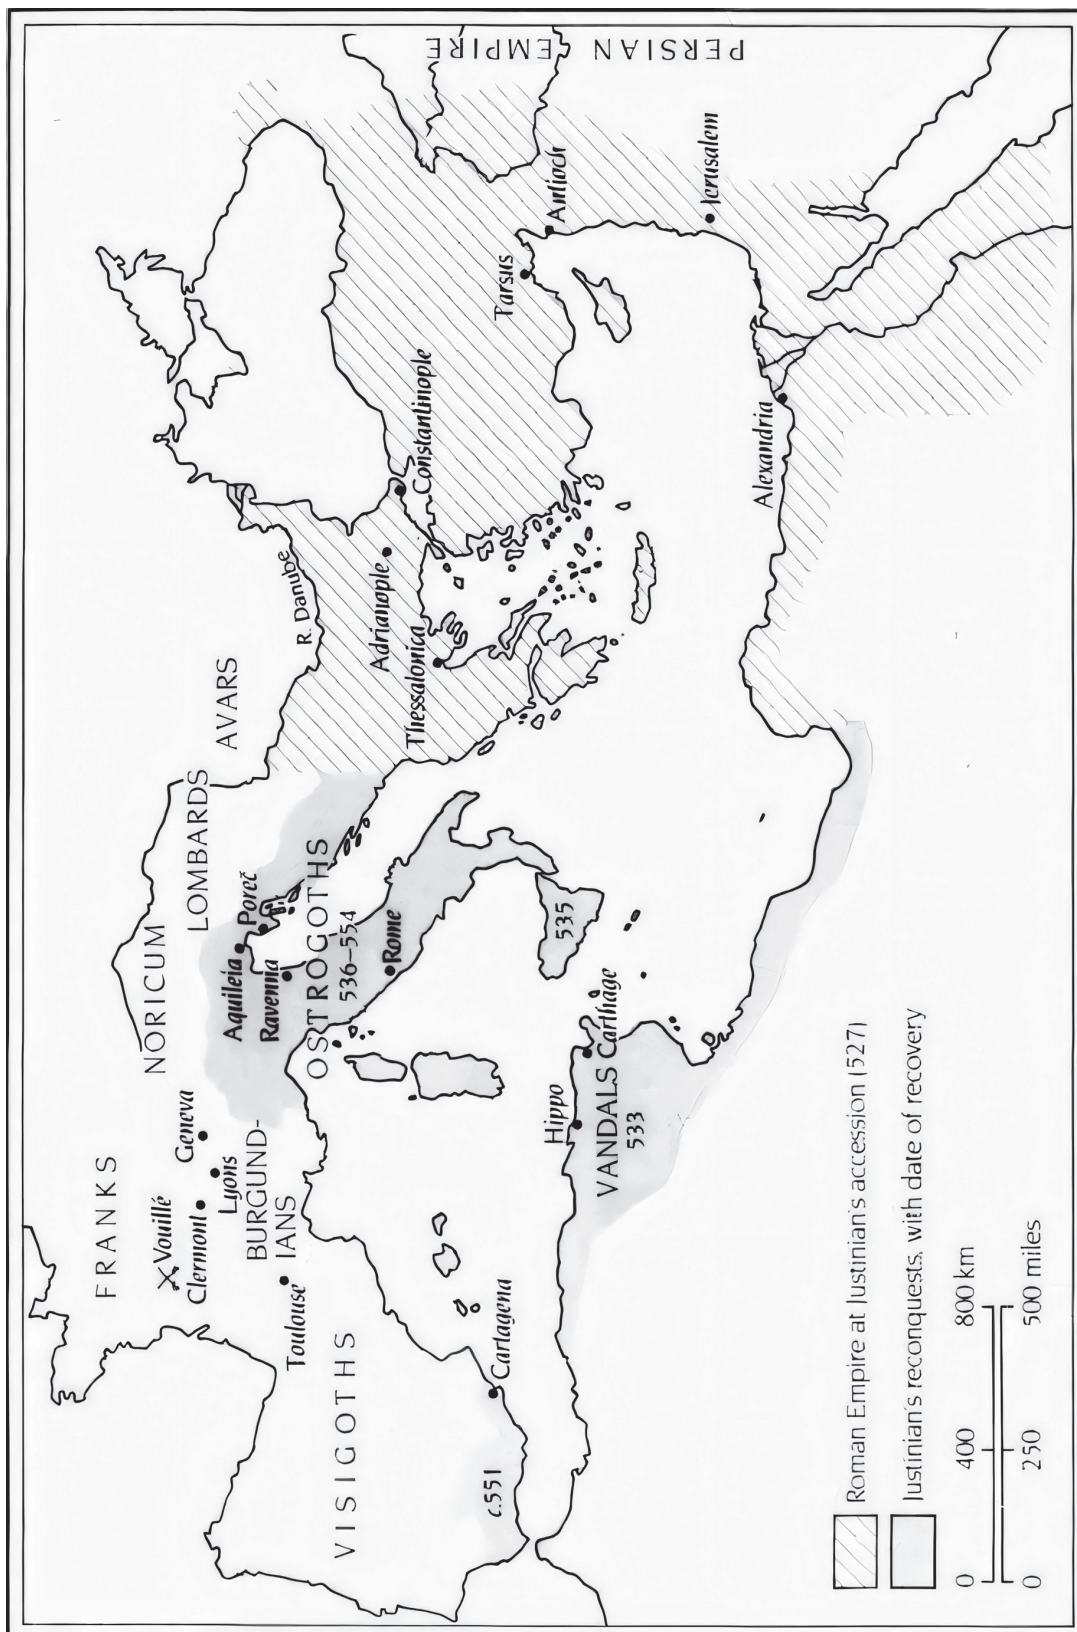 FRANKS
Vouillé
Clermont
Lyons
Geneva
BURGUND-
IANS
Toulouse
VISIGOTHS
Cartagena
c.551
NORICUM
LOMBARDS
AVARS
R. Danube
Aquileia
Poreč
Ravenna
OSTROGOTHS
536–554
Rome
535
Hippo
VANDALS
533
Carthage
Adrianople
Thessalonica
Constantinople
Tarsus
Antioch
Jerusalem
Alexandria
PERSIAN EMPIRE
Roman Empire at Justinian's accession (527)
Justinian's reconquests, with date of recovery
0 400 800 km
0 250 500 miles